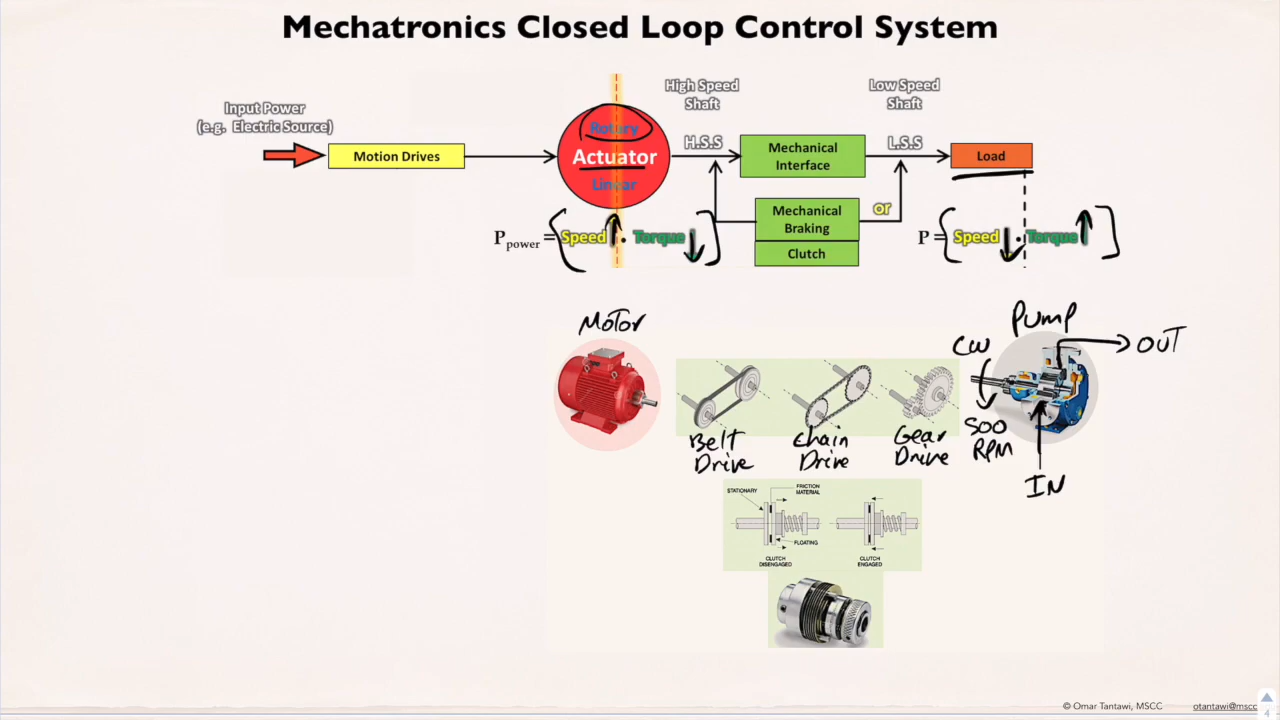 Mechatronics Closed Loop Control System
Input Power
(e.g. Electric Source)
Motion Drives
Rotary
Actuator
Linear
High Speed
Shaft
H.S.S
Mechanical
Interface
Low Speed
Shaft
L.S.S
Load
Mechanical
Braking
or
Clutch
Ppower = Speed . Torque
P = Speed . Torque
MOTOR
PUMP
CW
OUT
500
RPM
IN
Belt
Drive
Chain
Drive
Gear
Drive
STATIONARY
FRICTION
MATERIAL
FLOATING
CLUTCH
DISENGAGED
CLUTCH
ENGAGED
© Omar Tantawi, MSCC
otantawi@mscc
4